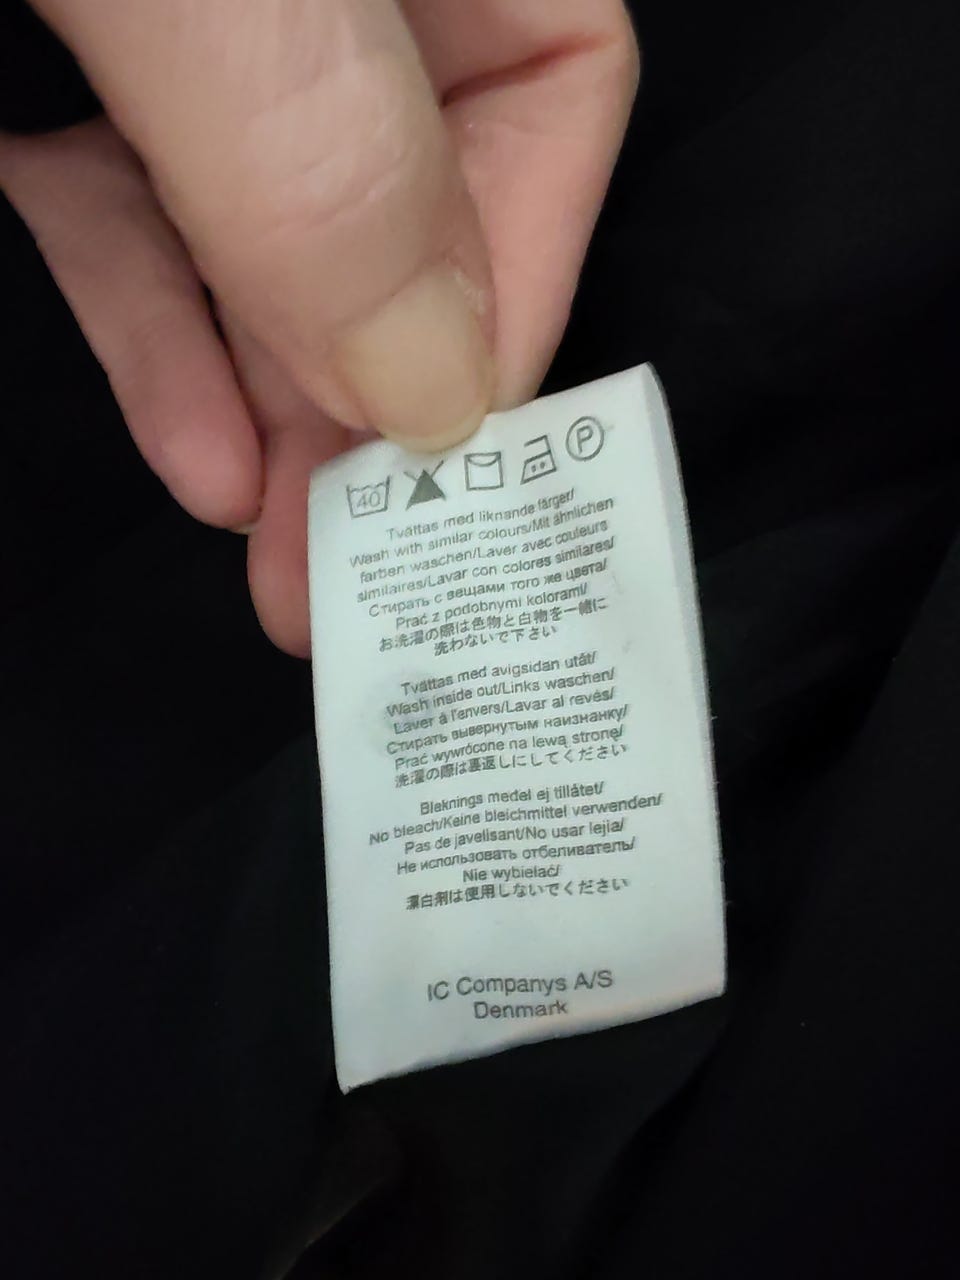 40 P
Tvättas med liknande färger/
Wash with similar colours/Mit ähnlichen
farben waschen/Laver avec couleurs
similaires/Lavar con colores similares/
Стирать с вещами того же цвета/
Prać z podobnymi kolorami/
お洗濯の際は色物と白物を一緒に
洗わないで下さい
Tvättas med avigsidan utåt/
Wash inside out/Links waschen/
Laver á l'envers/Lavar al revés/
Стирать вывернутым наизнанку/
Prać wywrócone na lewą stronę/
洗濯の際は裏返しにしてください
Bleknings medel ej tillåtet/
No bleach/Keine bleichmittel verwenden/
Pas de javelisant/No usar lejia/
Не использовать отбеливатель/
Nie wybielać/
漂白剤は使用しないでください
IC Companys A/S
Denmark